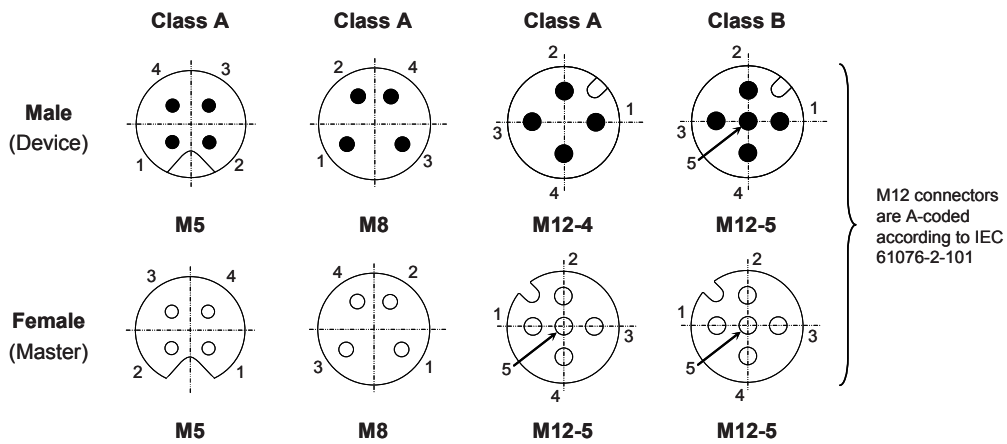 Class A Class A Class A Class B
4 3 2 4 2 2
Male
(Device)
1 1
3 3
5
1 2 1 3
4 4
M5 M8 M12-4 M12-5
M12 connectors
are A-coded
according to IEC
61076-2-101
3 4 4 2 2 2
Female
(Master)
1 1
3 3
2 1 3 1
5 5
4 4
M5 M8 M12-5 M12-5